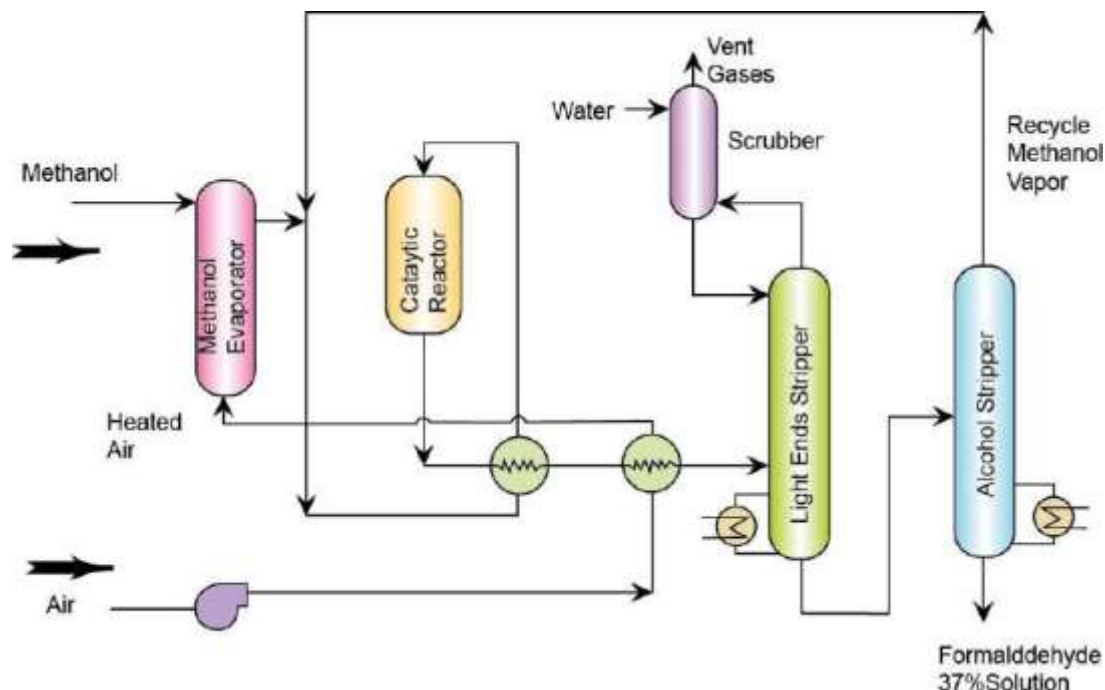 Vent
Gases
Water
Scrubber
Recycle
Methanol
Vapor
Methanol
Methanol
Evaporator
Cataytic
Reactor
Heated
Air
Light Ends Stripper
Alcohol Stripper
Air
Formalddehyde
37%Solution